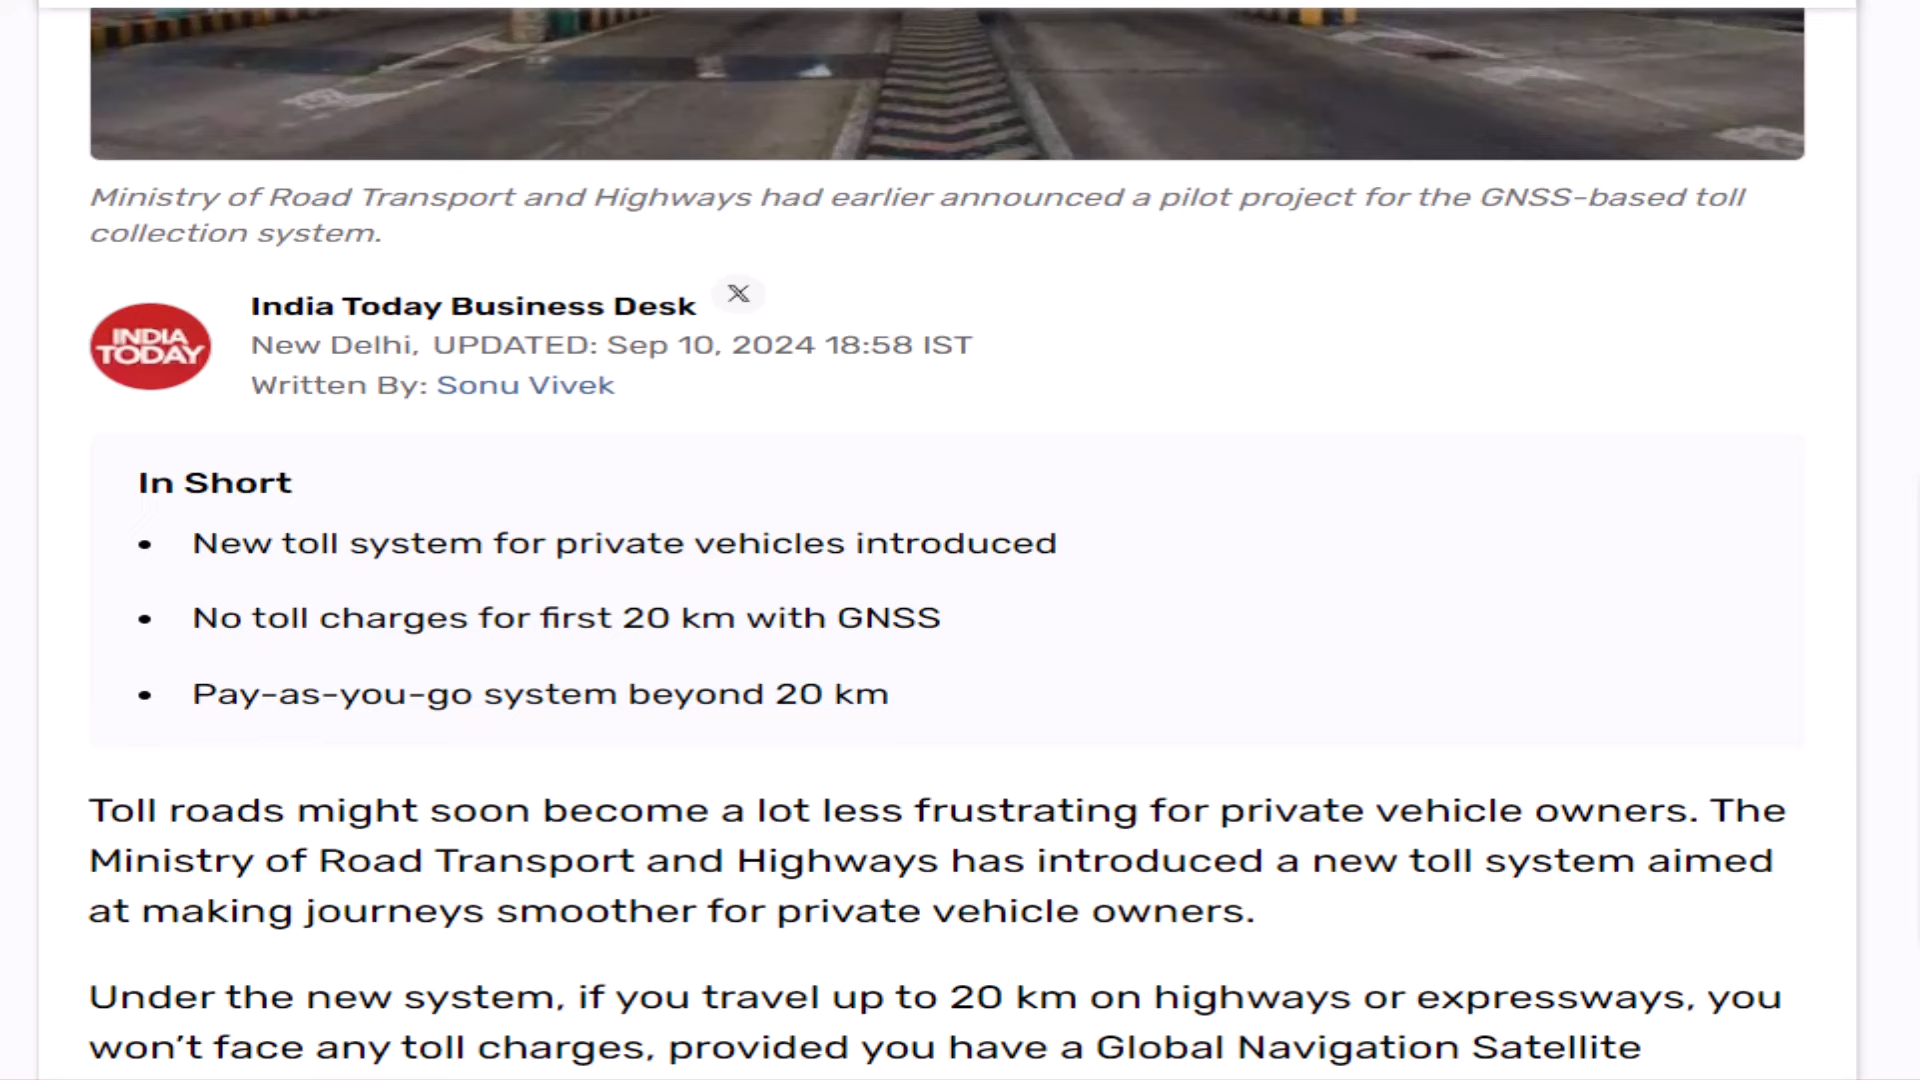 Ministry of Road Transport and Highways had earlier announced a pilot project for the GNSS-based toll
collection system.
INDIA
TODAY
India Today Business Desk
New Delhi, UPDATED: Sep 10, 2024 18:58 IST
Written By: Sonu Vivek
In Short
• New toll system for private vehicles introduced
• No toll charges for first 20 km with GNSS
• Pay-as-you-go system beyond 20 km
Toll roads might soon become a lot less frustrating for private vehicle owners. The
Ministry of Road Transport and Highways has introduced a new toll system aimed
at making journeys smoother for private vehicle owners.
Under the new system, if you travel up to 20 km on highways or expressways, you
won’t face any toll charges, provided you have a Global Navigation Satellite